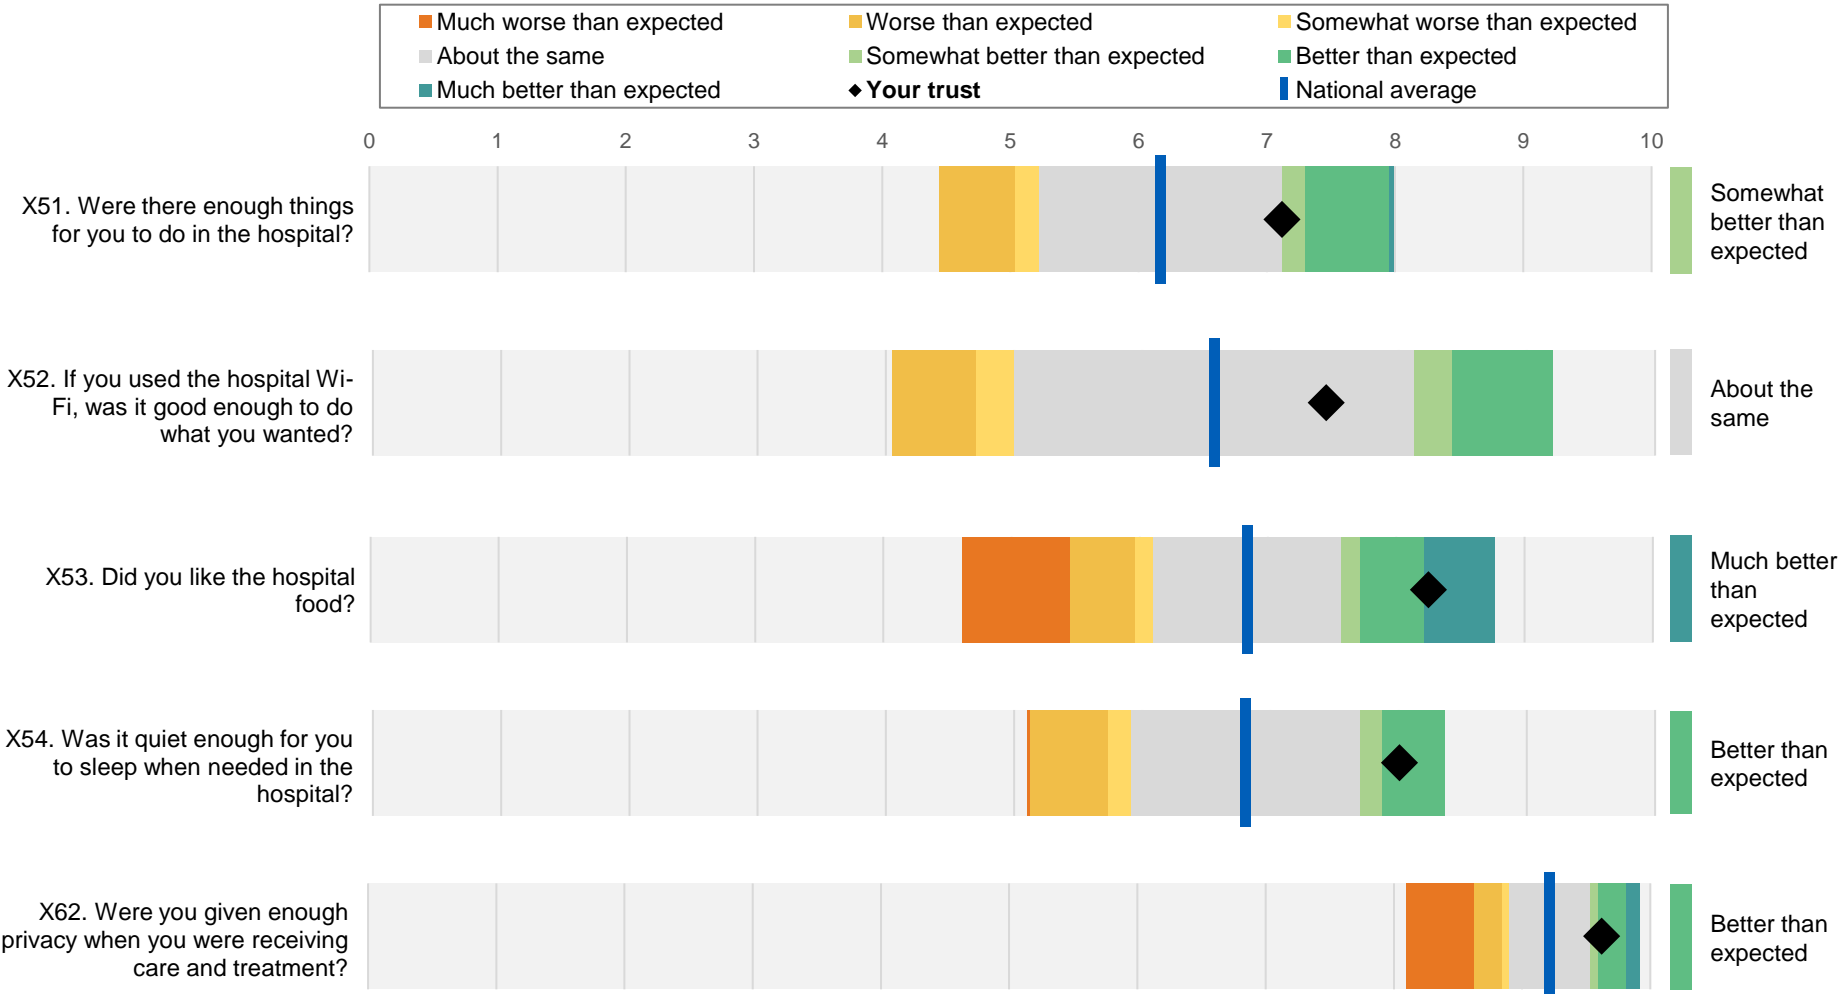 Much worse than expected
Worse than expected
Somewhat worse than expected
About the same
Somewhat better than expected
Better than expected
Much better than expected
Your trust
National average
0 1 2 3 4 5 6 7 8 9 10
X51. Were there enough things
for you to do in the hospital?
Somewhat
better than
expected
X52. If you used the hospital Wi-
Fi, was it good enough to do
what you wanted?
About the
same
X53. Did you like the hospital
food?
Much better
than
expected
X54. Was it quiet enough for you
to sleep when needed in the
hospital?
Better than
expected
X62. Were you given enough
privacy when you were receiving
care and treatment?
Better than
expected